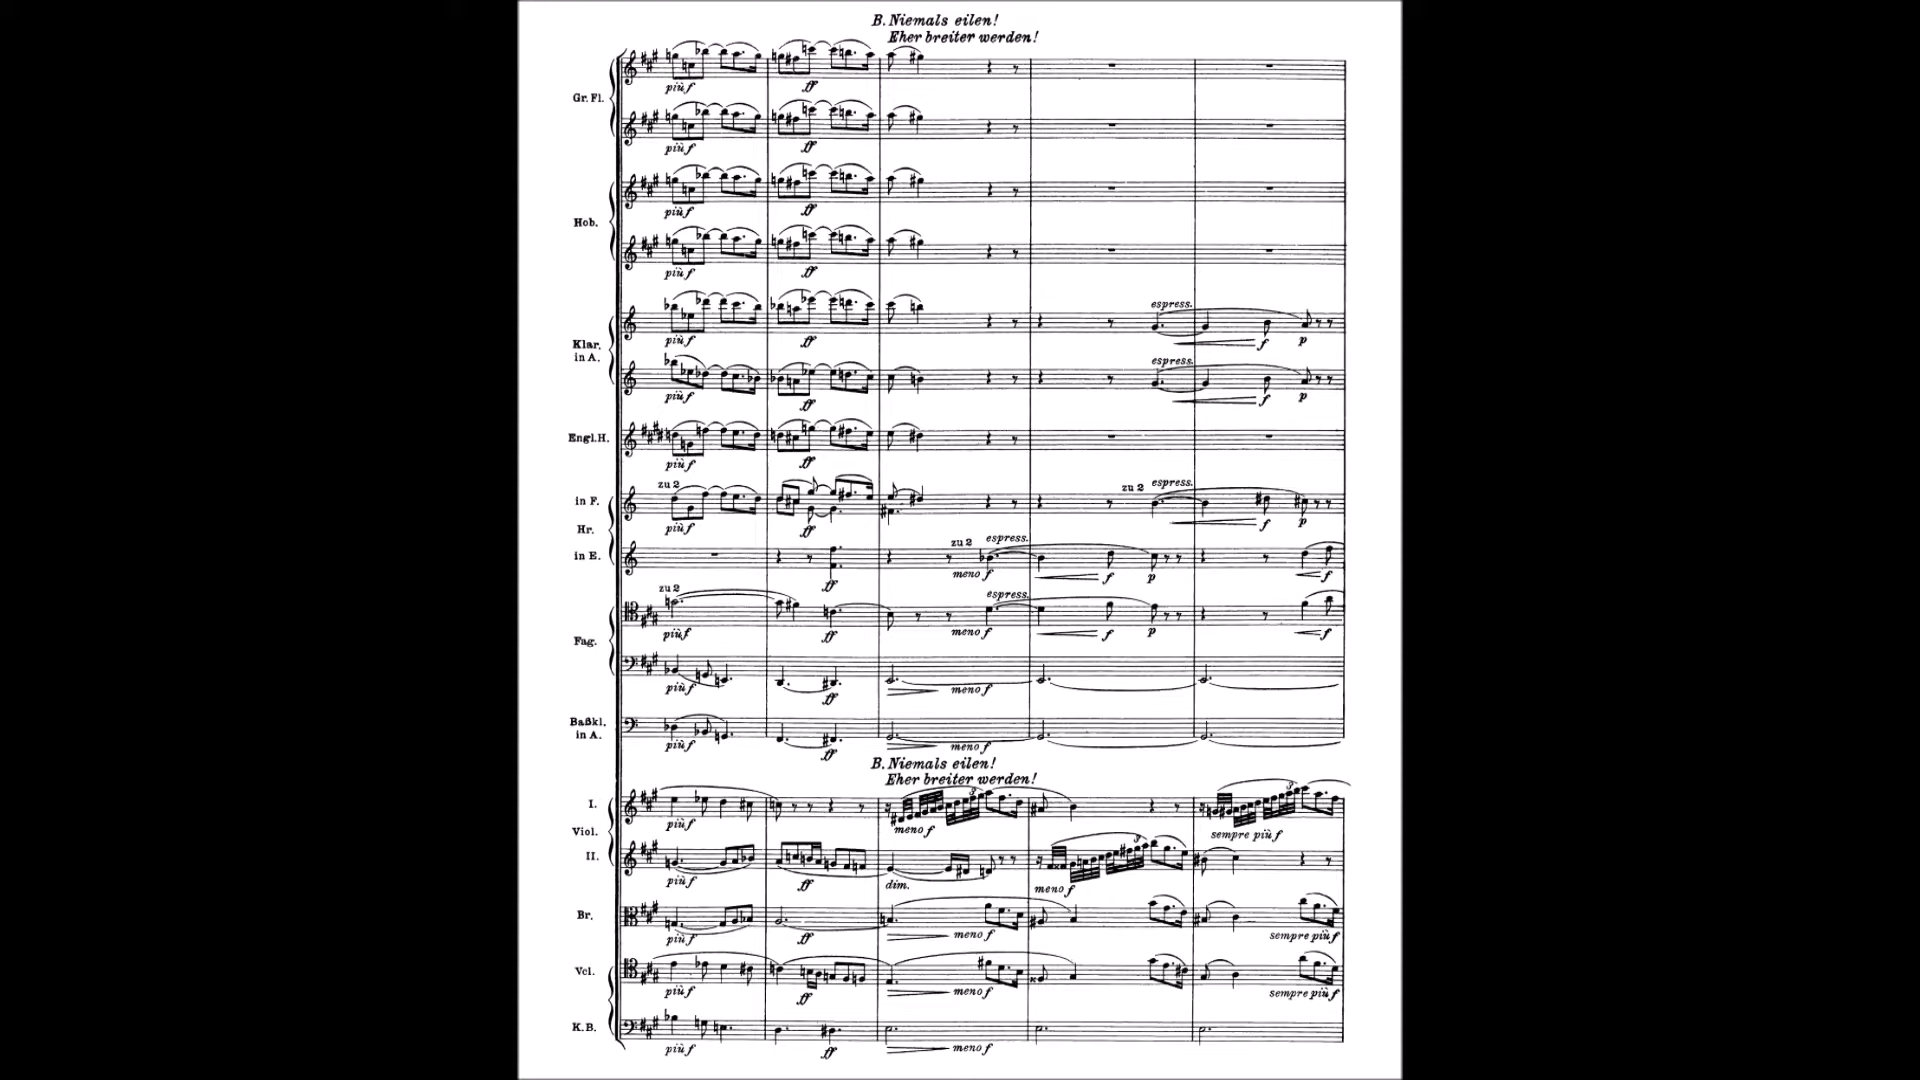 B. Niemals eilen!
Eher breiter werden!
Gr. Fl.
più f
ff
più f
ff
Hob.
più f
ff
più f
ff
Klar.
in A.
espress.
più f
ff
f
p
espress.
più f
ff
f
p
Engl. H.
più f
ff
zu 2
zu 2
espress.
in F.
più f
ff
f
p
Hr.
in E.
zu 2
espress.
ff
meno f
f
p
f
zu 2
espress.
più f
ff
meno f
f
p
f
Fag.
più f
ff
meno f
Baßkl.
in A.
più f
ff
meno f
B. Niemals eilen!
Eher breiter werden!
I.
3
3
più f
meno f
sempre più f
Viol.
II.
3
più f
ff
dim.
meno f
Br.
più f
ff
meno f
sempre più f
Vcl.
più f
ff
meno f
sempre più f
K. B.
più f
ff
meno f